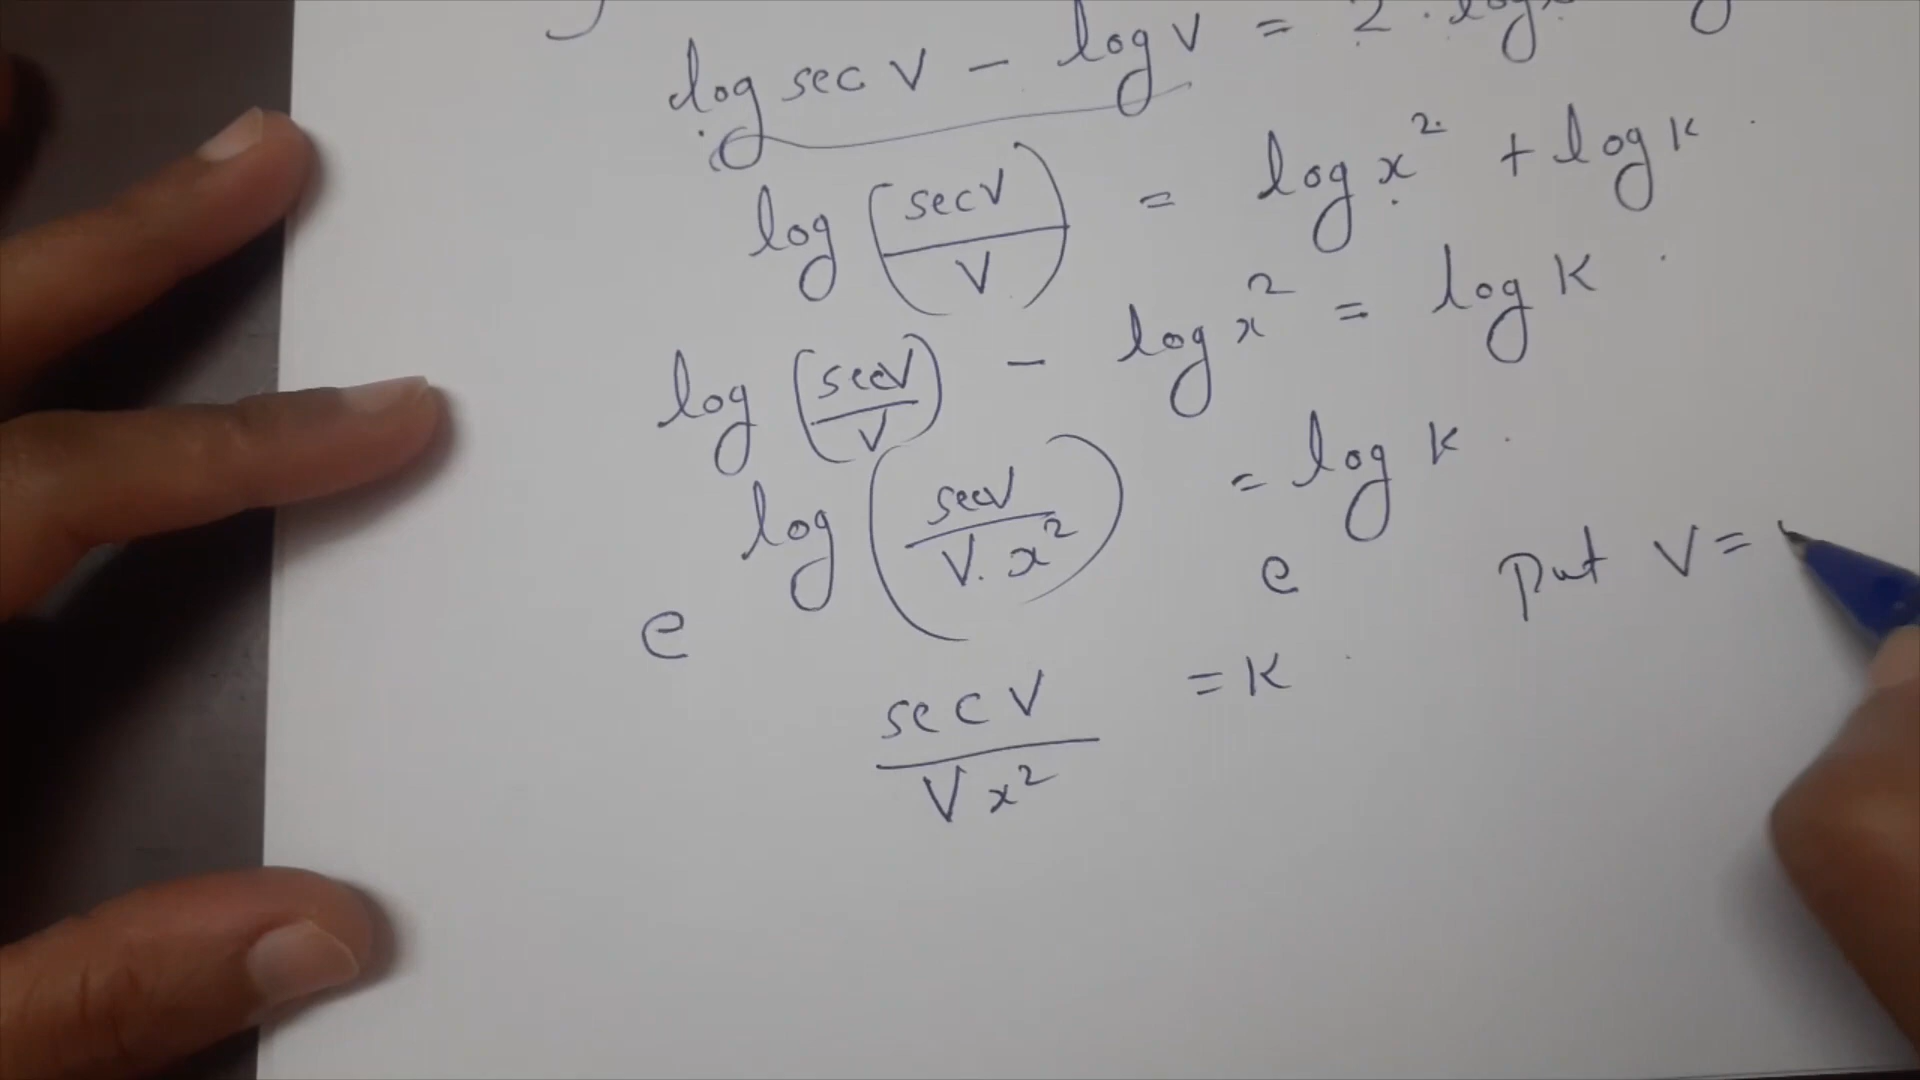 log sec V - log V = 2 . log
log (sec V / V) = log x² + log K
log (sec V / V) - log x² = log K
log (sec V / V. x²) = log K
e e put V =
sec V / V x² = K